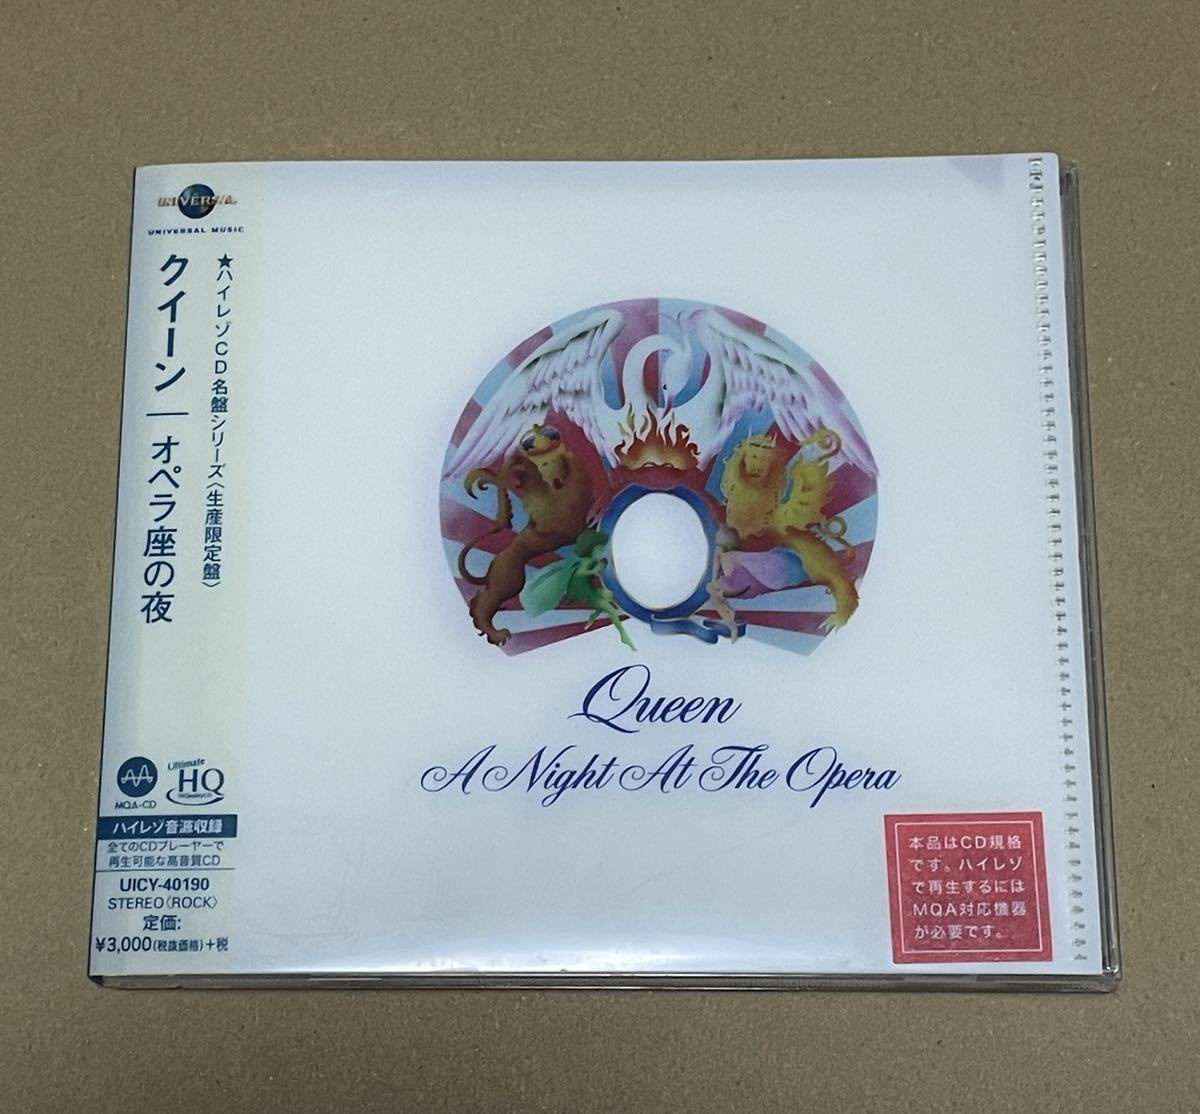 UNIVERSAL
UNIVERSAL MUSIC
★ハイレゾCD名盤シリーズ〈生産限定盤〉
クイーン│オペラ座の夜
MQA-CD
Ultimate
HQ
ハイレゾ音源収録
全てのCDプレーヤーで
再生可能な高音質CD
UICY-40190
STEREO〈ROCK〉
定価:
¥3,000(税抜価格)+税
Queen
A Night At The Opera
本品はCD規格
です。ハイレゾ
で再生するには
MQA対応機器
が必要です。